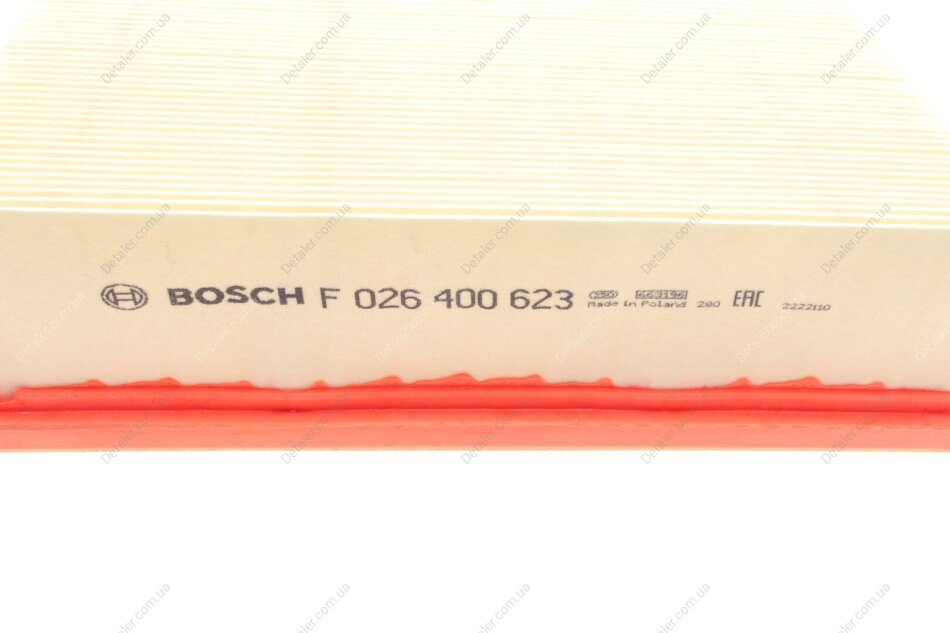 BOSCH F 026 400 623
Made in Poland 280
EAC
2222110
Detaler.com.ua